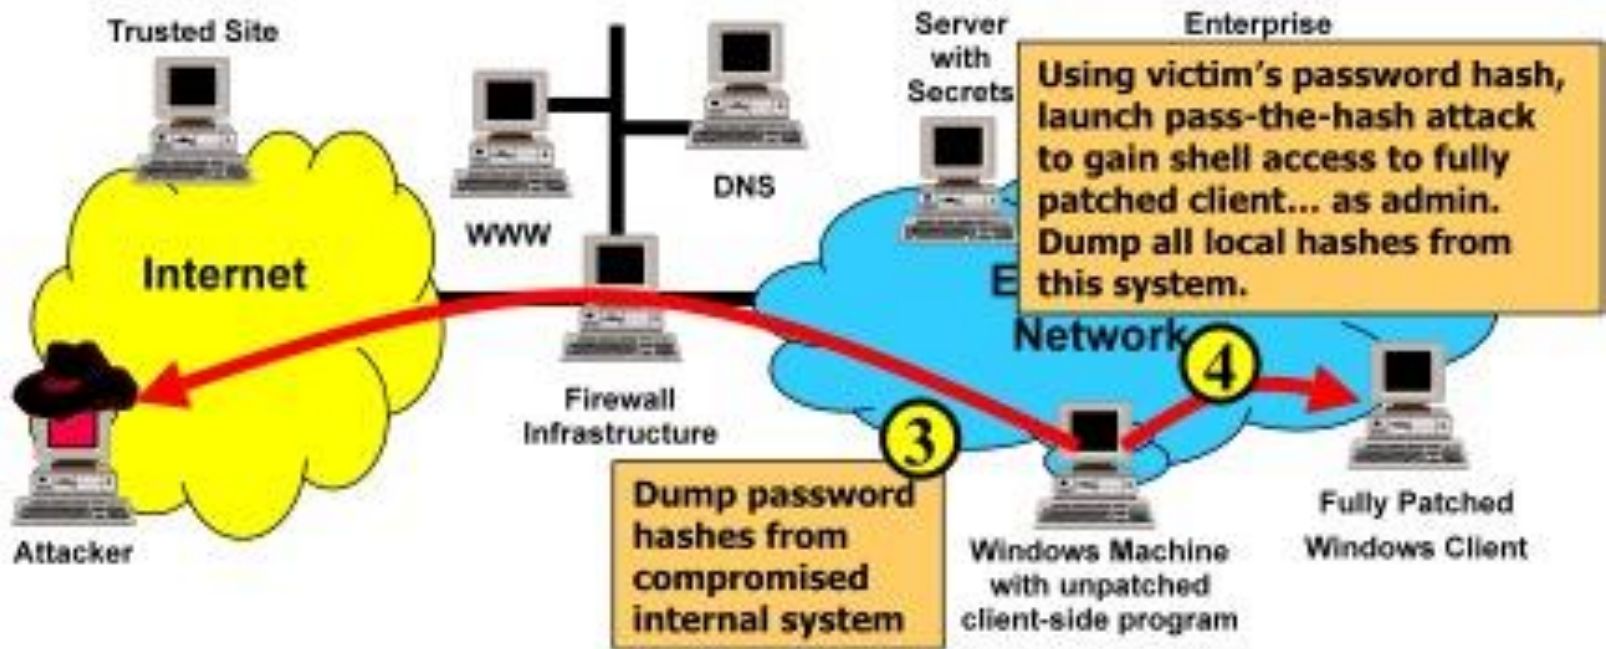 Trusted Site
Server
with
Secrets
Enterprise
Using victim's password hash,
launch pass-the-hash attack
to gain shell access to fully
patched client... as admin.
Dump all local hashes from
this system.
WWW
DNS
Internet
E
Network
4
3
Firewall
Infrastructure
Dump password
hashes from
compromised
internal system
Attacker
Windows Machine
with unpatched
client-side program
Fully Patched
Windows Client